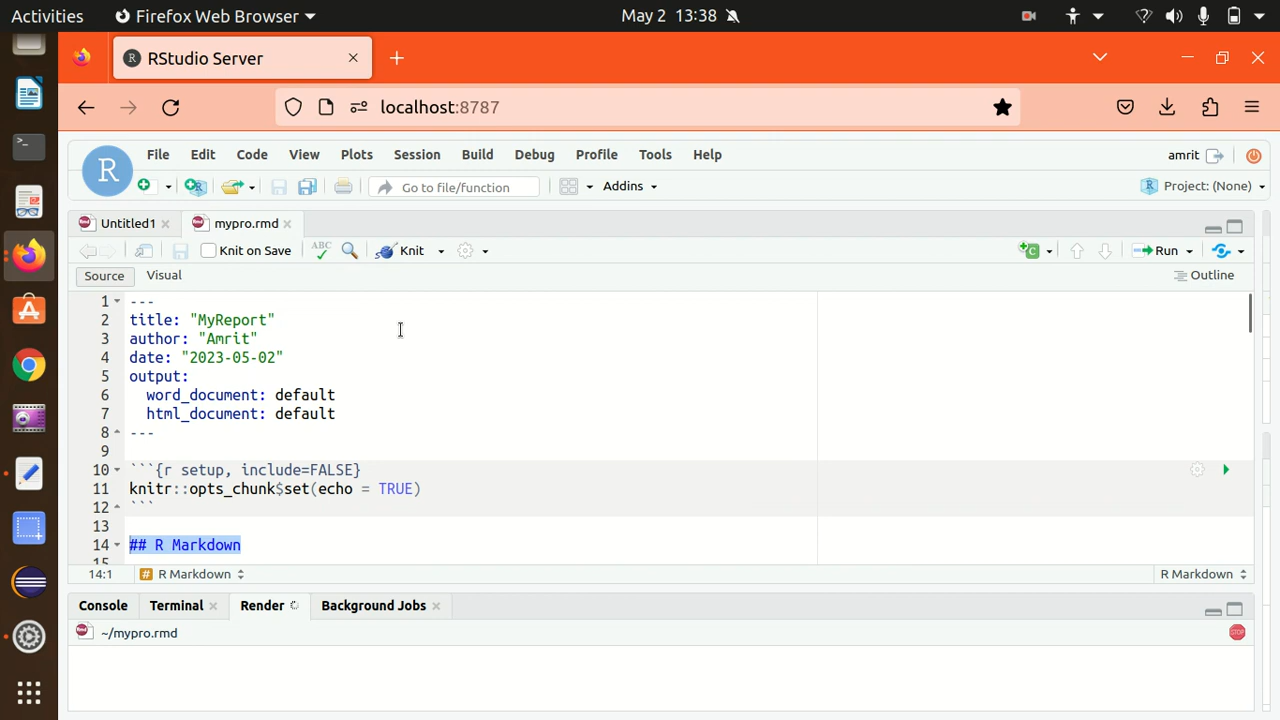 Activities Firefox Web Browser May 2 13:38
RStudio Server
localhost:8787
R File Edit Code View Plots Session Build Debug Profile Tools Help amrit
Go to file/function Addins Project: (None)
Untitled1 mypro.rmd
Knit on Save ABC Knit Run
Source Visual Outline
1 ---
2 title: "MyReport"
3 author: "Amrit"
4 date: "2023-05-02"
5 output:
6 word_document: default
7 html_document: default
8 ---
9
10 ```{r setup, include=FALSE}
11 knitr::opts_chunk$set(echo = TRUE)
12 ```
13
14 ## R Markdown
15
14:1 # R Markdown R Markdown
Console Terminal Render Background Jobs
~/mypro.rmd STOP